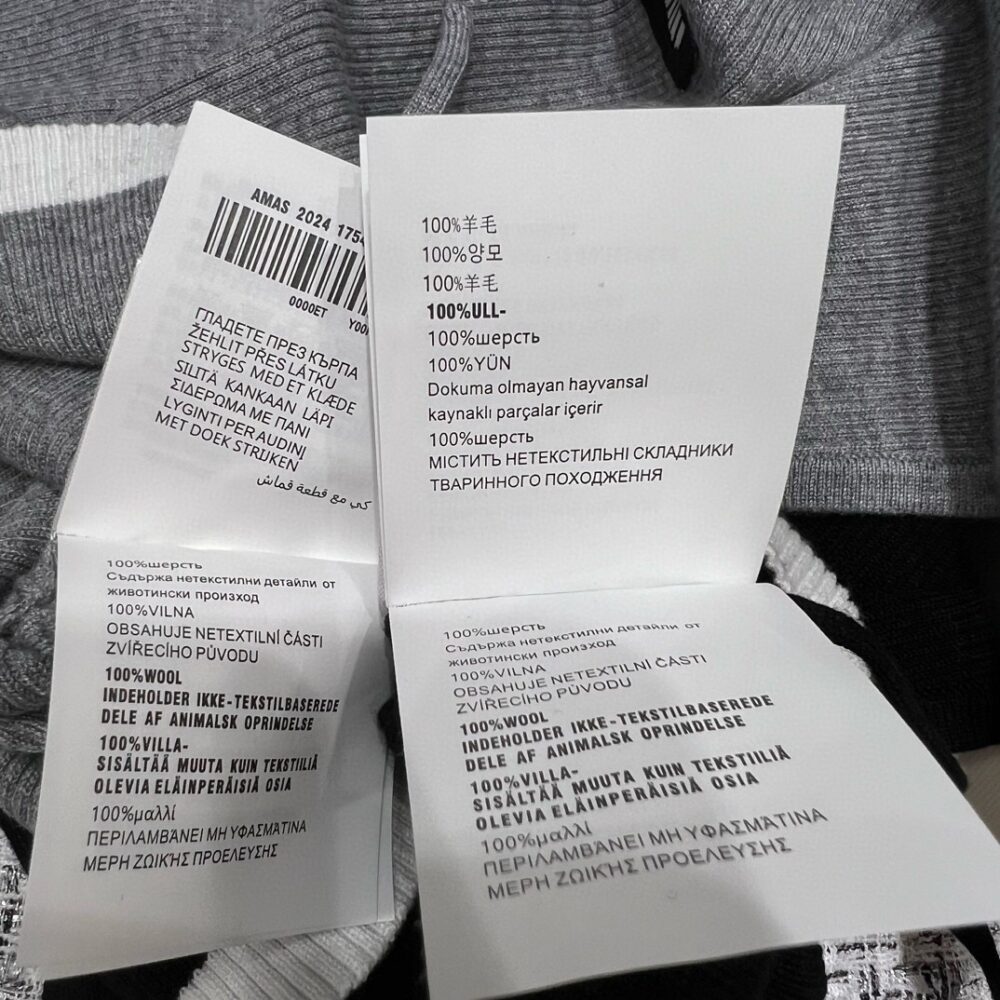 AMAS 2024 175
0000ET Y00
ГЛАДЕТЕ ПРЕЗ КЪРПА
ŽEHLIT PŘES LÁTKU
STRYGES MED ET KLÆDE
SILITÄ KANKAAN LÄPI
ΣΙΔΕΡΩΜΑ ΜΕ ΠΑΝΙ
LYGINTI PER AUDINĮ
MET DOEK STRIJKEN
كي مع قطعة قماش
100%шерсть
Съдържа нетекстилни детайли от
животински произход
100%VILNA
OBSAHUJE NETEXTILNÍ ČÁSTI
ZVÍŘECÍHO PŮVODU
100%WOOL
INDEHOLDER IKKE-TEKSTILBASEREDE
DELE AF ANIMALSK OPRINDELSE
100%VILLA-
SISÄLTÄÄ MUUTA KUIN TEKSTIILIÄ
OLEVIA ELÄINPERÄISIÄ OSIA
100%μαλλί
ΠΕΡΙΛΑΜΒΆΝΕΙ ΜΗ ΥΦΑΣΜΆΤΙΝΑ
ΜΕΡΗ ΖΩΙΚΉΣ ΠΡΟΕΛΕΥΣΗΣ
100%羊毛
100%양모
100%羊毛
100%ULL-
100%шерсть
100%YÜN
Dokuma olmayan hayvansal
kaynaklı parçalar içerir
100%шерсть
МІСТИТЬ НЕТЕКСТИЛЬНІ СКЛАДНИКИ
ТВАРИННОГО ПОХОДЖЕННЯ
100%шерсть
Съдържа нетекстилни детайли от
животински произход
100%VILNA
OBSAHUJE NETEXTILNÍ ČÁSTI
ZVÍŘECÍHO PŮVODU
100%WOOL
INDEHOLDER IKKE-TEKSTILBASEREDE
DELE AF ANIMALSK OPRINDELSE
100%VILLA-
SISÄLTÄÄ MUUTA KUIN TEKSTIILIÄ
OLEVIA ELÄINPERÄISIÄ OSIA
100%μαλλί
ΠΕΡΙΛΑΜΒΆΝΕΙ ΜΗ ΥΦΑΣΜΆΤΙΝΑ
ΜΕΡΗ ΖΩΙΚΉΣ ΠΡΟΕΛΕΥΣΗΣ